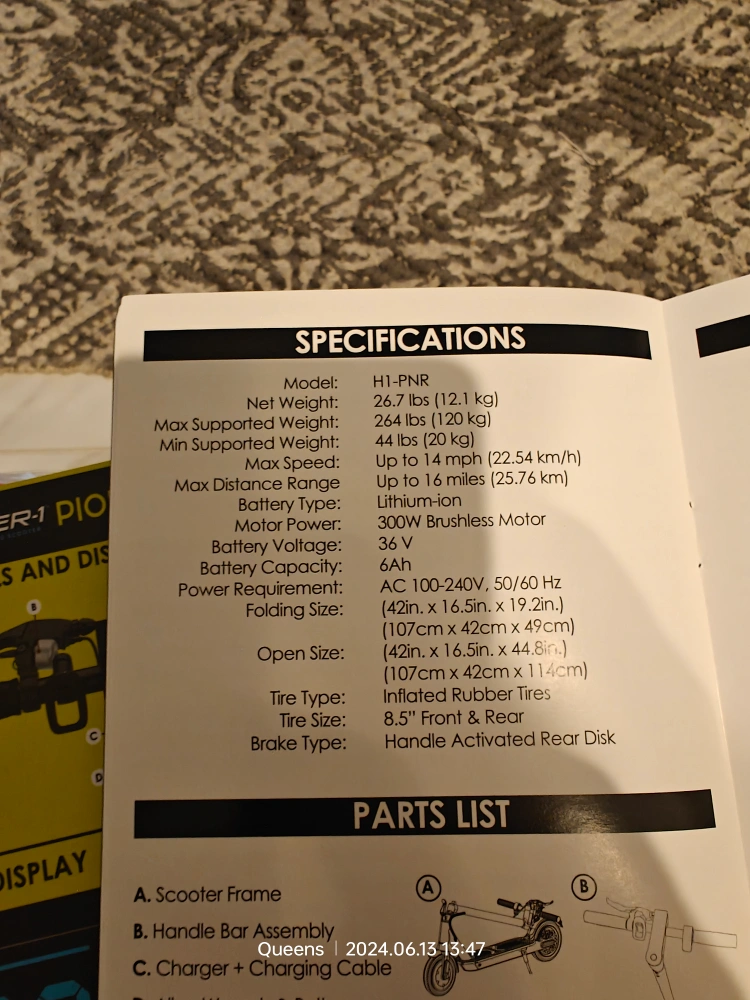 SPECIFICATIONS
Model: H1-PNR
Net Weight: 26.7 lbs (12.1 kg)
Max Supported Weight: 264 lbs (120 kg)
Min Supported Weight: 44 lbs (20 kg)
Max Speed: Up to 14 mph (22.54 km/h)
Max Distance Range Up to 16 miles (25.76 km)
Battery Type: Lithium-ion
Motor Power: 300W Brushless Motor
Battery Voltage: 36 V
Battery Capacity: 6Ah
Power Requirement: AC 100-240V, 50/60 Hz
Folding Size: (42in. x 16.5in. x 19.2in.)
(107cm x 42cm x 49cm)
Open Size: (42in. x 16.5in. x 44.8in.)
(107cm x 42cm x 114cm)
Tire Type: Inflated Rubber Tires
Tire Size: 8.5" Front & Rear
Brake Type: Handle Activated Rear Disk
PARTS LIST
A. Scooter Frame
B. Handle Bar Assembly
C. Charger + Charging Cable
A
B
ER-1 PIO
S AND DIS
B
C
D
DISPLAY
Queens | 2024.06.13 13:47